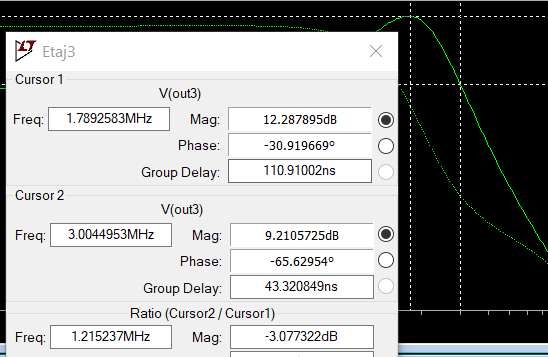 Etaj3
Cursor 1
V(out3)
Freq: 1.7892583MHz Mag: 12.287895dB
Phase: -30.919669°
Group Delay: 110.91002ns
Cursor 2
V(out3)
Freq: 3.0044953MHz Mag: 9.2105725dB
Phase: -65.62954°
Group Delay: 43.320849ns
Ratio (Cursor2 / Cursor1)
Freq: 1.215237MHz Mag: -3.077322dB